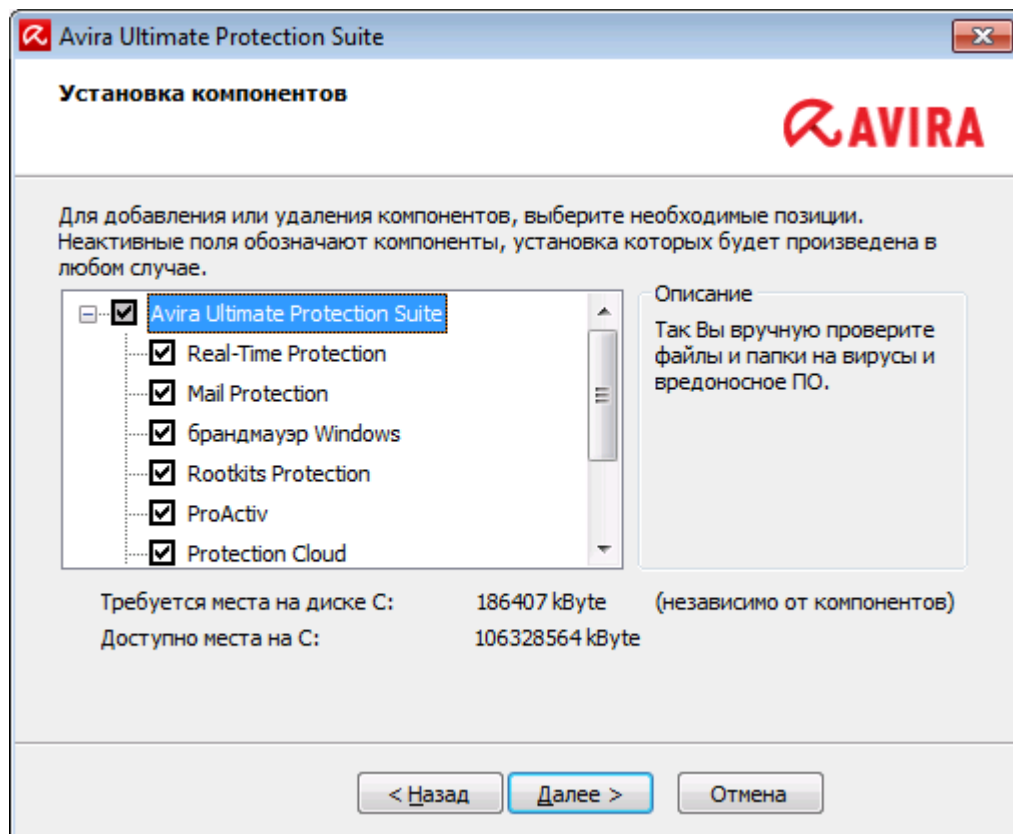 Avira Ultimate Protection Suite
Установка компонентов
AVIRA
Для добавления или удаления компонентов, выберите необходимые позиции.
Неактивные поля обозначают компоненты, установка которых будет произведена в
любом случае.
Avira Ultimate Protection Suite
Real-Time Protection
Mail Protection
брандмауэр Windows
Rootkits Protection
ProActiv
Protection Cloud
Описание
Так Вы вручную проверите
файлы и папки на вирусы и
вредоносное ПО.
Требуется места на диске C: 186407 kByte (независимо от компонентов)
Доступно места на C: 106328564 kByte
< Назад Далее > Отмена